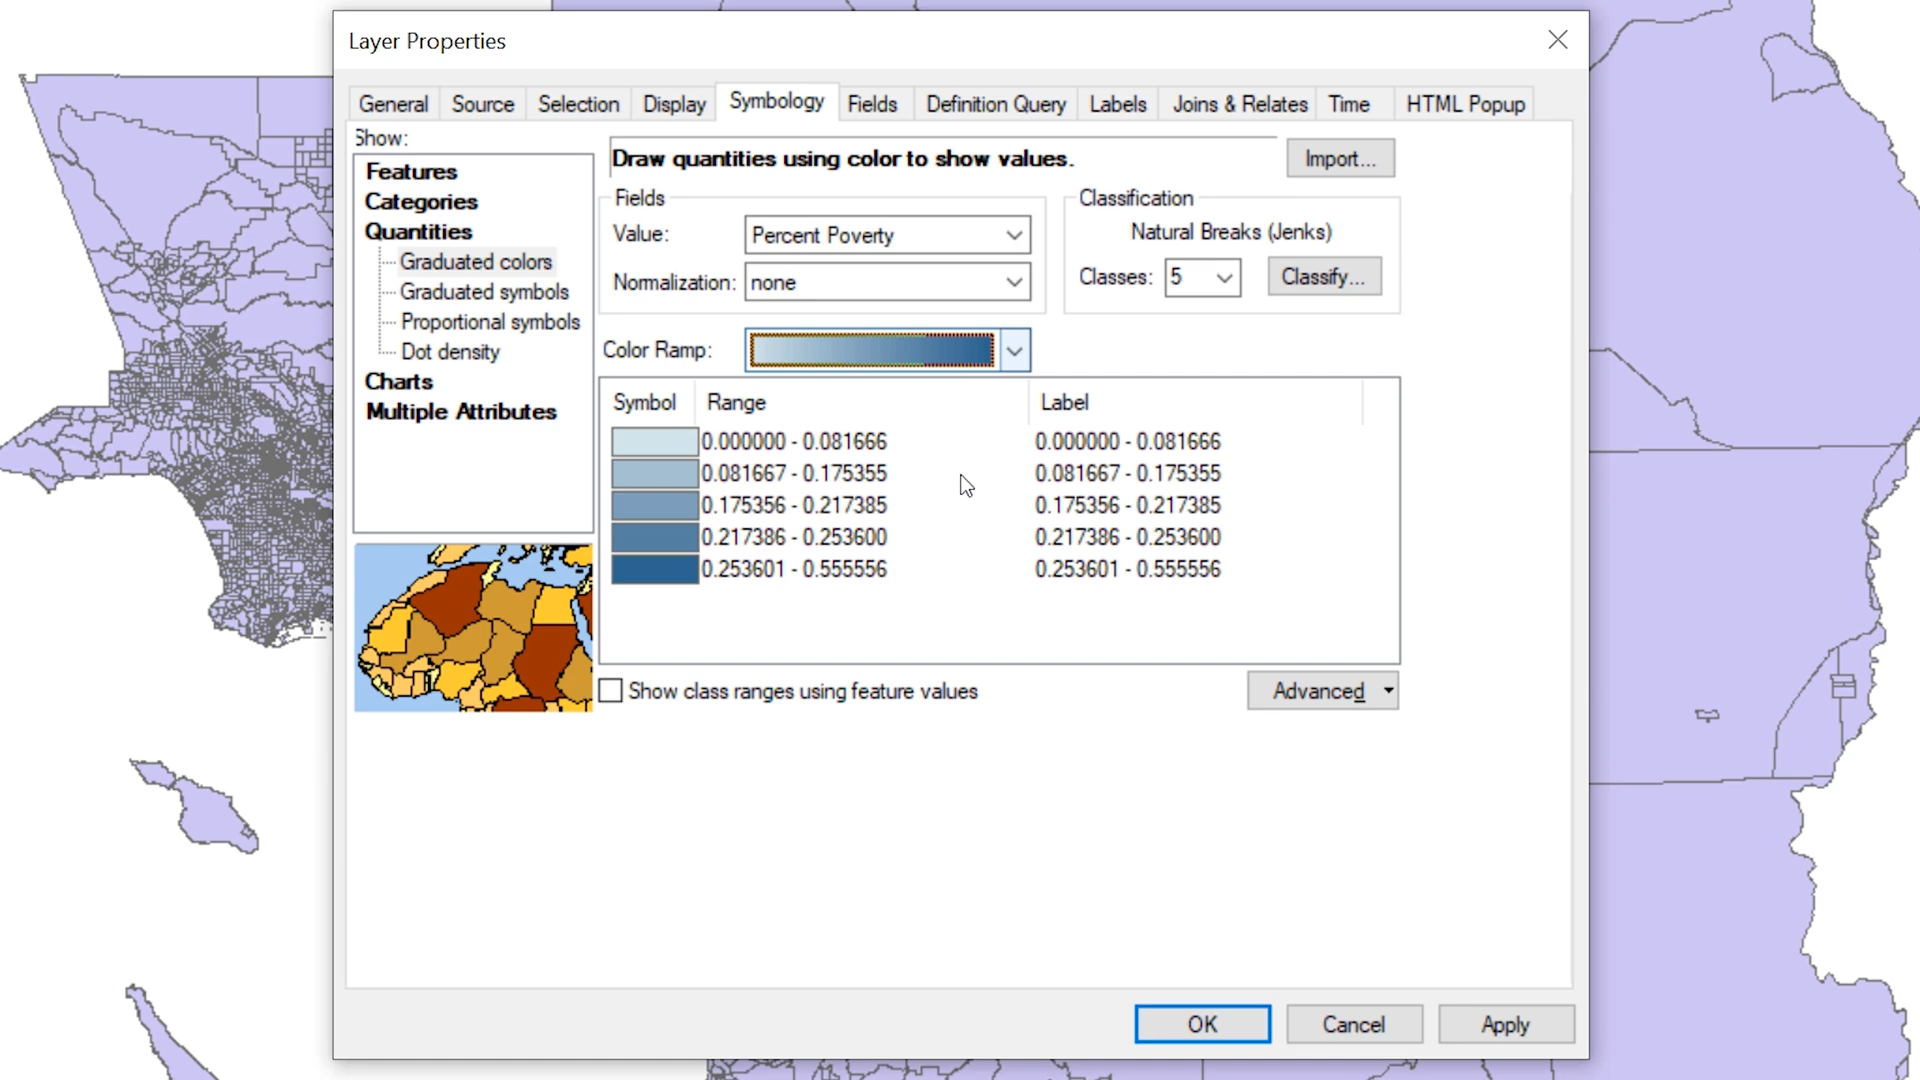 Layer Properties
General Source Selection Display Symbology Fields Definition Query Labels Joins & Relates Time HTML Popup
Show:
Features
Categories
Quantities
Graduated colors
Graduated symbols
Proportional symbols
Dot density
Charts
Multiple Attributes
Draw quantities using color to show values.
Import...
Fields
Value: Percent Poverty
Normalization: none
Classification
Natural Breaks (Jenks)
Classes: 5 Classify...
Color Ramp:
Symbol Range Label
0.000000 - 0.081666 0.000000 - 0.081666
0.081667 - 0.175355 0.081667 - 0.175355
0.175356 - 0.217385 0.175356 - 0.217385
0.217386 - 0.253600 0.217386 - 0.253600
0.253601 - 0.555556 0.253601 - 0.555556
Show class ranges using feature values
Advanced
OK Cancel Apply